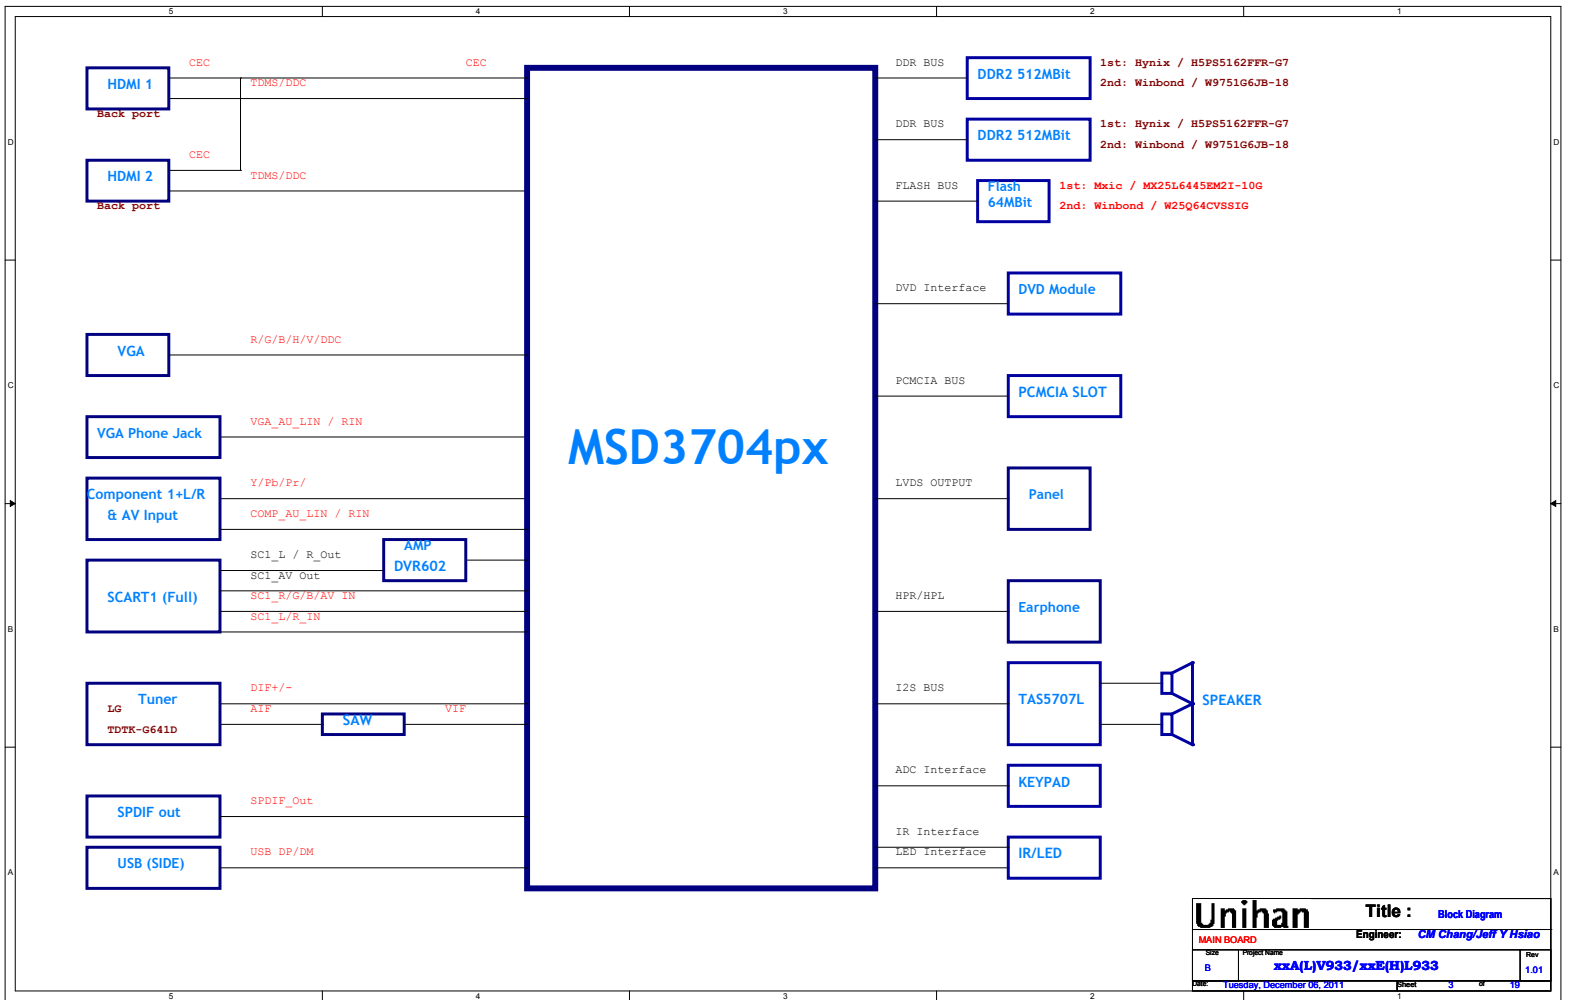 5 4 3 2 1
D
C
B
A
D
C
B
A
CEC
CEC
HDMI 1
TDMS/DDC
Back port
CEC
HDMI 2
TDMS/DDC
Back port
VGA
R/G/B/H/V/DDC
VGA Phone Jack
VGA_AU_LIN / RIN
Component 1+L/R
& AV Input
Y/Pb/Pr/
COMP_AU_LIN / RIN
SC1_L / R_Out
AMP
DVR602
SC1_AV Out
SCART1 (Full)
SC1_R/G/B/AV IN
SC1_L/R_IN
Tuner
LG
TDTK-G641D
DIF+/-
AIF
SAW
VIF
SPDIF out
SPDIF_Out
USB (SIDE)
USB DP/DM
MSD3704px
DDR BUS
DDR2 512MBit
1st: Hynix / H5PS5162FFR-G7
2nd: Winbond / W9751G6JB-18
DDR BUS
DDR2 512MBit
1st: Hynix / H5PS5162FFR-G7
2nd: Winbond / W9751G6JB-18
FLASH BUS
Flash
64MBit
1st: Mxic / MX25L6445EM2I-10G
2nd: Winbond / W25Q64CVSSIG
DVD Interface
DVD Module
PCMCIA BUS
PCMCIA SLOT
LVDS OUTPUT
Panel
HPR/HPL
Earphone
I2S BUS
TAS5707L
SPEAKER
ADC Interface
KEYPAD
IR Interface
LED Interface
IR/LED
Unihan
Title : Block Diagram
MAIN BOARD
Engineer: CM Chang/Jeff Y Hsiao
Size
B
Project Name
xxA(L)V933/xxE(H)L933
Rev
1.01
Date: Tuesday, December 06, 2011
Sheet 3 of 19
5 4 3 2 1